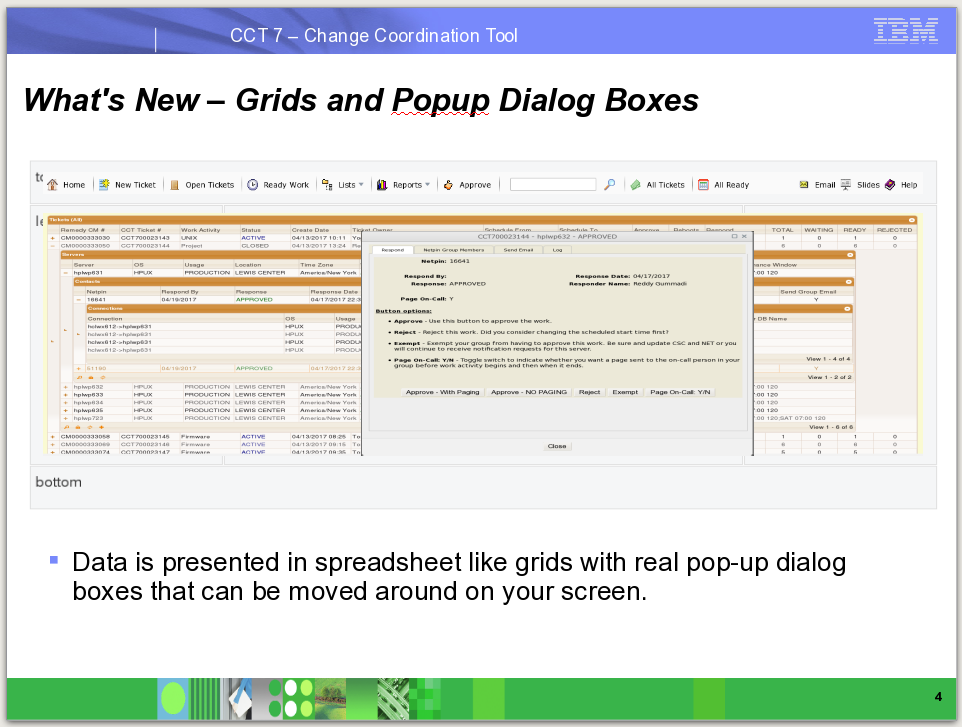 CCT 7 – Change Coordination Tool
IBM
What's New – Grids and Popup Dialog Boxes
Home New Ticket Open Tickets Ready Work Lists Reports Approve All Tickets All Ready Email Slides Help
Tickets (All)
Remedy CM # CCT Ticket # Work Activity Status Create Date Ticket Owner Schedule From Schedule To Approve Reboots Respond TOTAL WAITING READY REJECTED
CM0000333030 CCT700023143 UNIX ACTIVE 04/13/2017 10:11 1 0 1 0
CM0000333050 CCT700023144 Project CLOSED 04/13/2017 13:24 6 0 6 0
CCT700023144 - hplwp632 - APPROVED
Servers
Server OS Usage Location Time Zone
hplwp631 HPUX PRODUCTION LEWIS CENTER America/New York 00 120
Contacts
Netpin Respond By Response Response Date Send Group Email
16641 04/19/2017 APPROVED 04/17/2017 22:3 Y
Connections
Connection OS Usage DB Name
hclwx612->hplwp631 HPUX
hclwx612->hplwp631 HPUX
hclwx612->hplwp631 HPUX
hclwx612->hplwp631 HPUX
View 1 - 4 of 4
51190 04/19/2017 APPROVED 04/17/2017 22:3 Y
View 1 - 2 of 2
hplwp632 HPUX PRODUCTION LEWIS CENTER America/New York 00 120
hplwp633 HPUX PRODUCTION LEWIS CENTER America/New York 00 120
hplwp634 HPUX PRODUCTION LEWIS CENTER America/New York 00 120
hplwp635 HPUX PRODUCTION LEWIS CENTER America/New York 00 120
hplwp723 HPUX PRODUCTION LEWIS CENTER America/New York 00 120;SAT 07:00 120
View 1 - 6 of 6
CM0000333058 CCT700023145 Firmware ACTIVE 04/13/2017 08:25 1 0 1 0
CM0000333069 CCT700023146 Firmware ACTIVE 04/13/2017 09:15 6 0 6 0
CM0000333074 CCT700023147 Firmware ACTIVE 04/13/2017 09:35 5 0 5 0
Respond Netpin Group Members Send Email Log
Netpin: 16641
Respond By: Response Date: 04/17/2017
Response: APPROVED Responder Name: Reddy Gummadi
Page On-Call: Y
Button options:
• Approve - Use this button to approve the work.
• Reject - Reject this work. Did you consider changing the scheduled start time first?
• Exempt - Exempt your group from having to approve this work. Be sure and update CSC and NET or you
will continue to receive notification requests for this server.
• Page On-Call: Y/N - Toggle switch to indicate whether you want a page sent to the on-call person in your
group before work activity begins and then when it ends.
Approve - With Paging Approve - NO PAGING Reject Exempt Page On-Call: Y/N
Close
bottom
Data is presented in spreadsheet like grids with real pop-up dialog
boxes that can be moved around on your screen.
4